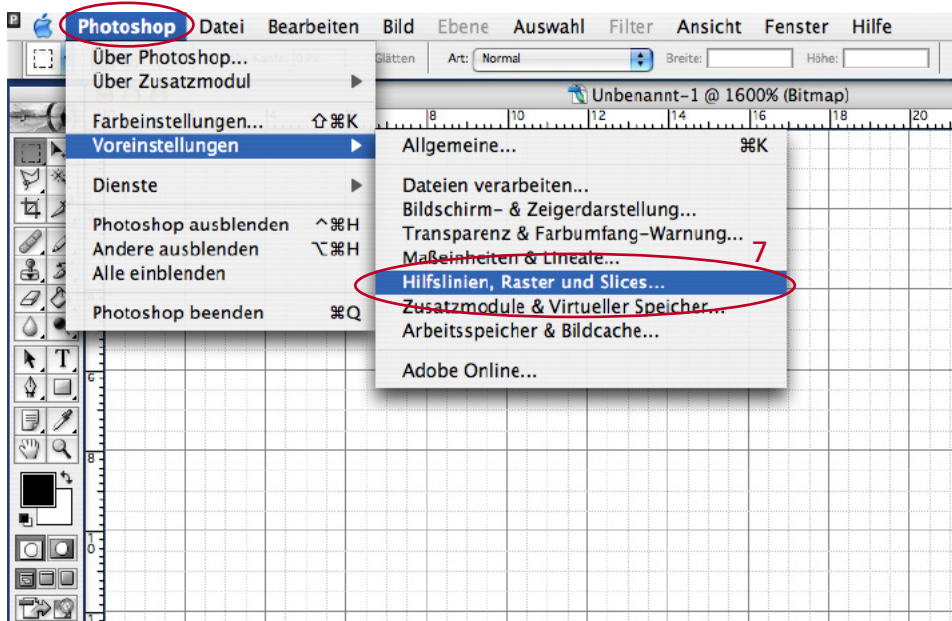 Photoshop Datei Bearbeiten Bild Ebene Auswahl Filter Ansicht Fenster Hilfe
Glätten Art: Normal Breite: Höhe:
Unbenannt-1 @ 1600% (Bitmap)
8 10 12 14 16 18 20
Über Photoshop...
Über Zusatzmodul
Farbeinstellungen... ⇧⌘K
Voreinstellungen
Dienste
Photoshop ausblenden ^⌘H
Andere ausblenden ⌥⌘H
Alle einblenden
Photoshop beenden ⌘Q
Allgemeine... ⌘K
Dateien verarbeiten...
Bildschirm- & Zeigerdarstellung...
Transparenz & Farbumfang-Warnung...
Maßeinheiten & Lineale...
7
Hilfslinien, Raster und Slices...
Zusatzmodule & Virtueller Speicher...
Arbeitsspeicher & Bildcache...
Adobe Online...
6
8
10